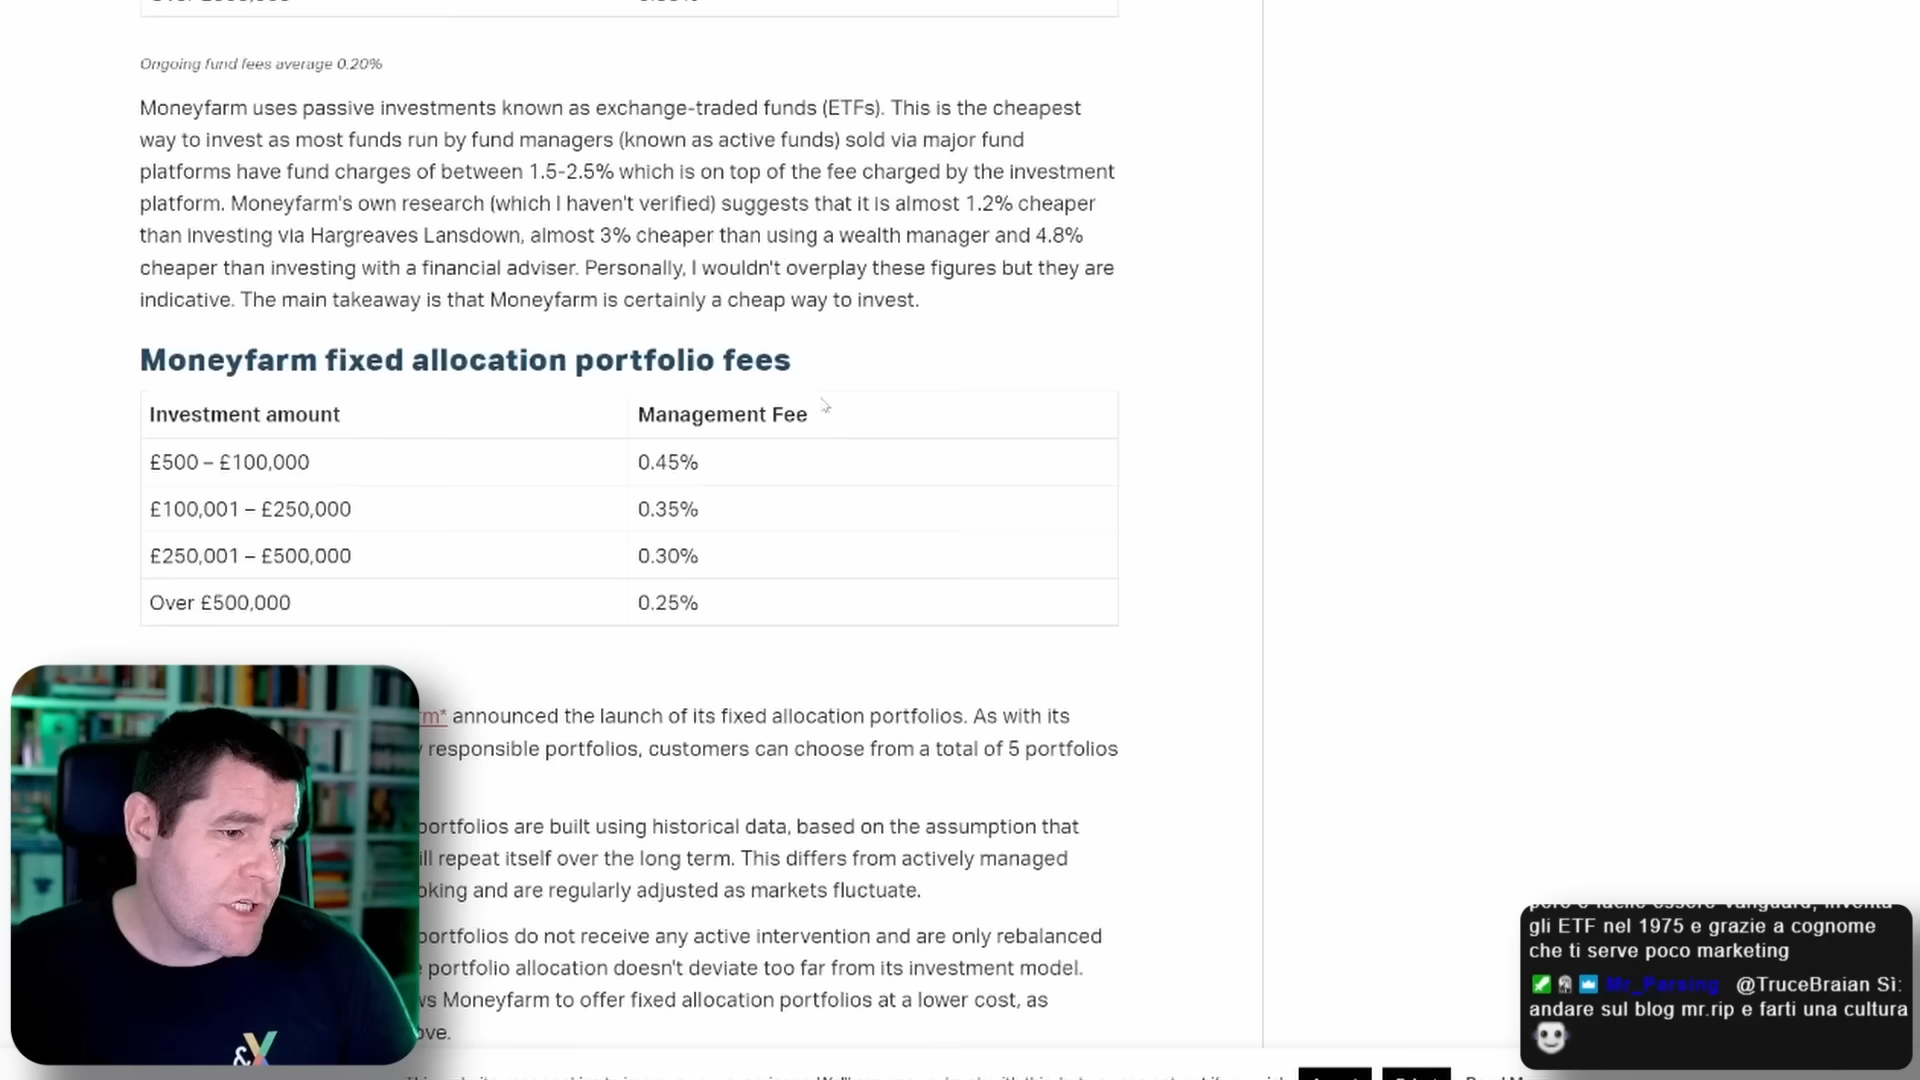 Ongoing fund fees average 0.20%
Moneyfarm uses passive investments known as exchange-traded funds (ETFs). This is the cheapest
way to invest as most funds run by fund managers (known as active funds) sold via major fund
platforms have fund charges of between 1.5-2.5% which is on top of the fee charged by the investment
platform. Moneyfarm's own research (which I haven't verified) suggests that it is almost 1.2% cheaper
than investing via Hargreaves Lansdown, almost 3% cheaper than using a wealth manager and 4.8%
cheaper than investing with a financial adviser. Personally, I wouldn't overplay these figures but they are
indicative. The main takeaway is that Moneyfarm is certainly a cheap way to invest.
Moneyfarm fixed allocation portfolio fees
Investment amount Management Fee
£500 – £100,000 0.45%
£100,001 – £250,000 0.35%
£250,001 – £500,000 0.30%
Over £500,000 0.25%
rm* announced the launch of its fixed allocation portfolios. As with its
responsible portfolios, customers can choose from a total of 5 portfolios
portfolios are built using historical data, based on the assumption that
ill repeat itself over the long term. This differs from actively managed
oking and are regularly adjusted as markets fluctuate.
portfolios do not receive any active intervention and are only rebalanced
portfolio allocation doesn't deviate too far from its investment model.
ws Moneyfarm to offer fixed allocation portfolios at a lower cost, as
ove.
&
gli ETF nel 1975 e grazie a cognome
che ti serve poco marketing
Mr_Parsing @TruceBraian Sì:
andare sul blog mr.rip e farti una cultura